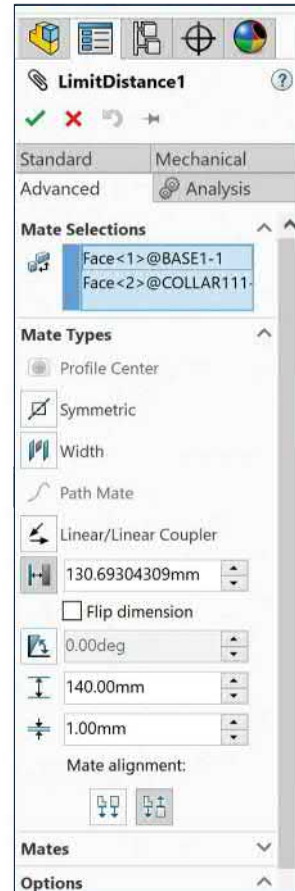 LimitDistance1 ?
Standard Mechanical
Advanced Analysis
Mate Selections
Face<1>@BASE1-1
Face<2>@COLLAR111-
Mate Types
Profile Center
Symmetric
Width
Path Mate
Linear/Linear Coupler
130.69304309mm
Flip dimension
0.00deg
140.00mm
1.00mm
Mate alignment:
Mates
Options